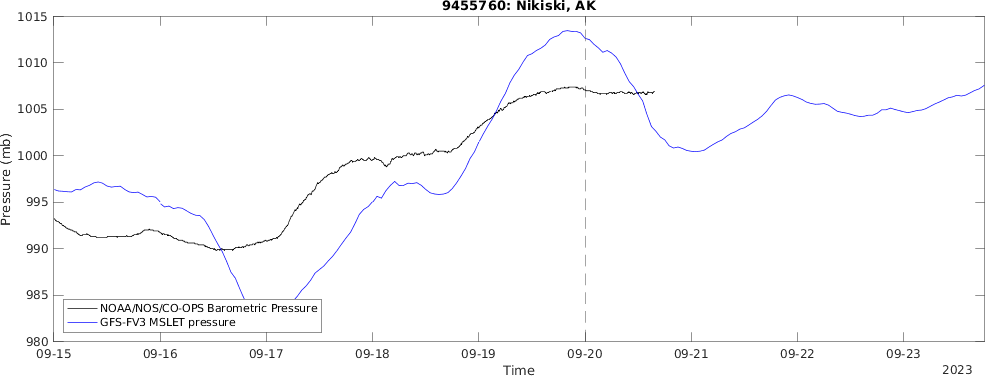 9455760: Nikiski, AK
1015
1010
1005
1000
995
990
985
980
Pressure (mb)
NOAA/NOS/CO-OPS Barometric Pressure
GFS-FV3 MSLET pressure
09-15 09-16 09-17 09-18 09-19 09-20 09-21 09-22 09-23
Time
2023